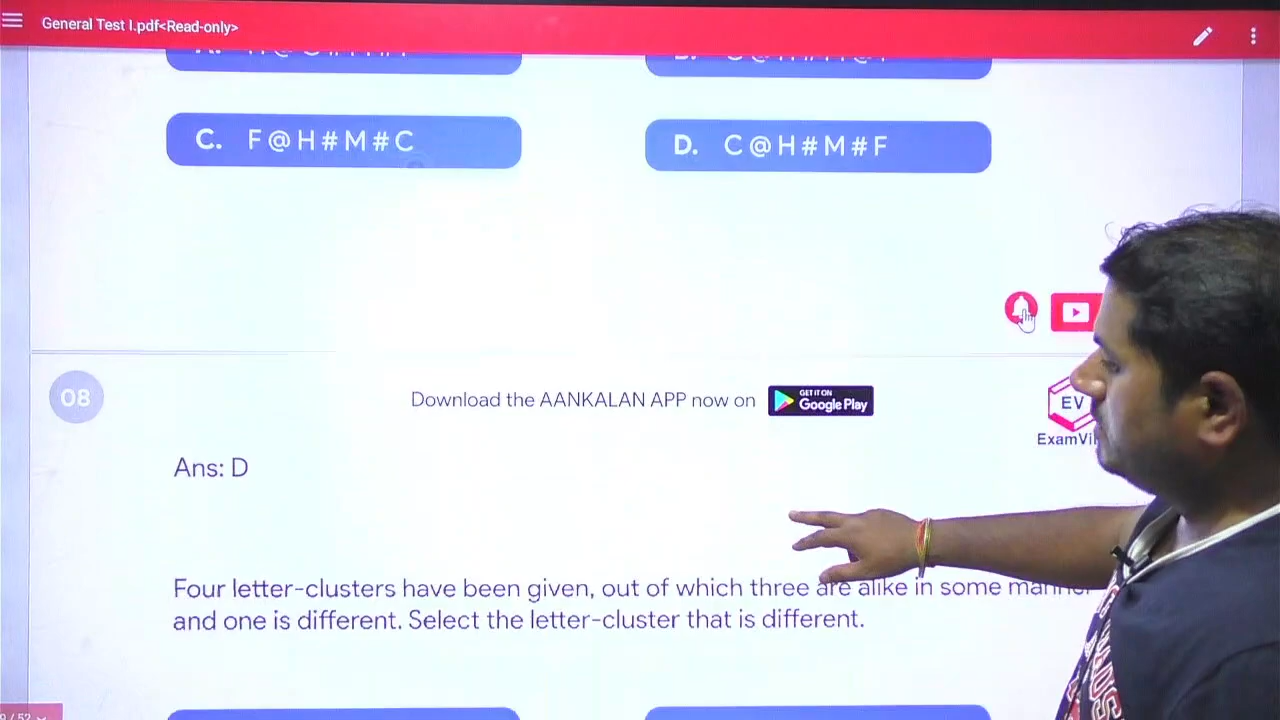 General Test I.pdf<Read-only>
C. F@H#M#C
D. C@H#M#F
08
Download the AANKALAN APP now on
GET IT ON
Google Play
EV
Ans: D
Four letter-clusters have been given, out of which three are alike in some manner
and one is different. Select the letter-cluster that is different.